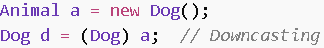 Animal a = new Dog();
Dog d = (Dog) a;  // Downcasting